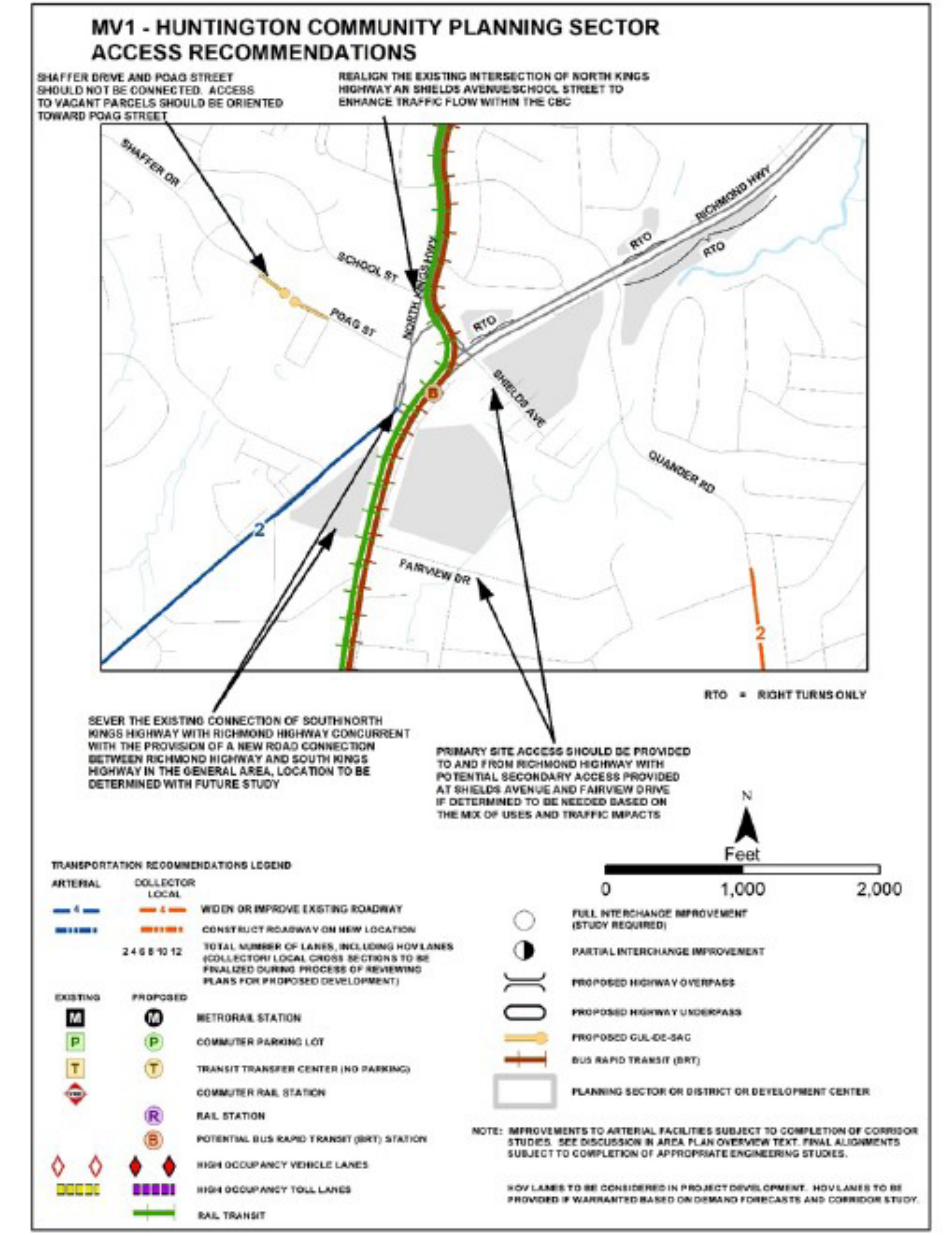 MV1 - HUNTINGTON COMMUNITY PLANNING SECTOR
ACCESS RECOMMENDATIONS
SHAFFER DRIVE AND POAG STREET
SHOULD NOT BE CONNECTED. ACCESS
TO VACANT PARCELS SHOULD BE ORIENTED
TOWARD POAG STREET
REALIGN THE EXISTING INTERSECTION OF NORTH KINGS
HIGHWAY AN SHIELDS AVENUE/SCHOOL STREET TO
ENHANCE TRAFFIC FLOW WITHIN THE CBC
SHAFFER DR
SCHOOL ST
POAG ST
NORTH KINGS HWY
RICHMOND HWY
RTO
RTO
RTO
SHIELDS AVE
B
QUANDER RD
2
FAIRVIEW DR
2
RTO = RIGHT TURNS ONLY
SEVER THE EXISTING CONNECTION OF SOUTH/NORTH
KINGS HIGHWAY WITH RICHMOND HIGHWAY CONCURRENT
WITH THE PROVISION OF A NEW ROAD CONNECTION
BETWEEN RICHMOND HIGHWAY AND SOUTH KINGS
HIGHWAY IN THE GENERAL AREA, LOCATION TO BE
DETERMINED WITH FUTURE STUDY
PRIMARY SITE ACCESS SHOULD BE PROVIDED
TO AND FROM RICHMOND HIGHWAY WITH
POTENTIAL SECONDARY ACCESS PROVIDED
AT SHIELDS AVENUE AND FAIRVIEW DRIVE
IF DETERMINED TO BE NEEDED BASED ON
THE MIX OF USES AND TRAFFIC IMPACTS
N
Feet
0 1,000 2,000
TRANSPORTATION RECOMMENDATIONS LEGEND
ARTERIAL
COLLECTOR
LOCAL
4 4 WIDEN OR IMPROVE EXISTING ROADWAY
CONSTRUCT ROADWAY ON NEW LOCATION
2 4 6 8 10 12 TOTAL NUMBER OF LANES, INCLUDING HOV LANES
(COLLECTOR/ LOCAL CROSS SECTIONS TO BE
FINALIZED DURING PROCESS OF REVIEWING
PLANS FOR PROPOSED DEVELOPMENT)
EXISTING PROPOSED
M M METRORAIL STATION
P P COMMUTER PARKING LOT
T T TRANSIT TRANSFER CENTER (NO PARKING)
VRE COMMUTER RAIL STATION
R RAIL STATION
B POTENTIAL BUS RAPID TRANSIT (BRT) STATION
HIGH OCCUPANCY VEHICLE LANES
HIGH OCCUPANCY TOLL LANES
RAIL TRANSIT
FULL INTERCHANGE IMPROVEMENT
(STUDY REQUIRED)
PARTIAL INTERCHANGE IMPROVEMENT
PROPOSED HIGHWAY OVERPASS
PROPOSED HIGHWAY UNDERPASS
PROPOSED CUL-DE-SAC
BUS RAPID TRANSIT (BRT)
PLANNING SECTOR OR DISTRICT OR DEVELOPMENT CENTER
NOTE: IMPROVEMENTS TO ARTERIAL FACILITIES SUBJECT TO COMPLETION OF CORRIDOR
STUDIES. SEE DISCUSSION IN AREA PLAN OVERVIEW TEXT. FINAL ALIGNMENTS
SUBJECT TO COMPLETION OF APPROPRIATE ENGINEERING STUDIES.
HOV LANES TO BE CONSIDERED IN PROJECT DEVELOPMENT. HOV LANES TO BE
PROVIDED IF WARRANTED BASED ON DEMAND FORECASTS AND CORRIDOR STUDY.